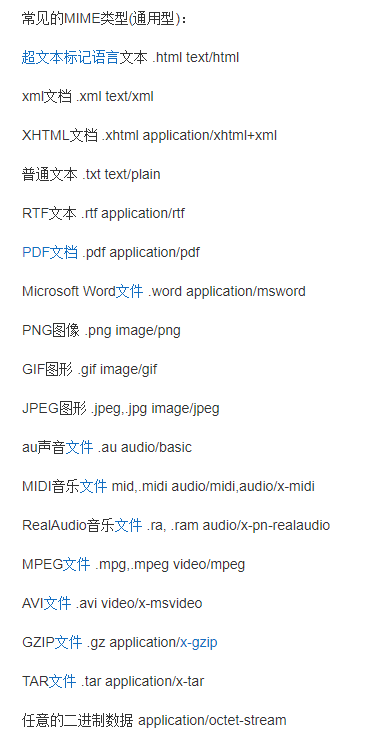 常见的MIME类型(通用型)：
超文本标记语言文本 .html text/html
xml文档 .xml text/xml
XHTML文档 .xhtml application/xhtml+xml
普通文本 .txt text/plain
RTF文本 .rtf application/rtf
PDF文档 .pdf application/pdf
Microsoft Word文件 .word application/msword
PNG图像 .png image/png
GIF图形 .gif image/gif
JPEG图形 .jpeg,.jpg image/jpeg
au声音文件 .au audio/basic
MIDI音乐文件 mid,.midi audio/midi,audio/x-midi
RealAudio音乐文件 .ra, .ram audio/x-pn-realaudio
MPEG文件 .mpg,.mpeg video/mpeg
AVI文件 .avi video/x-msvideo
GZIP文件 .gz application/x-gzip
TAR文件 .tar application/x-tar
任意的二进制数据 application/octet-stream